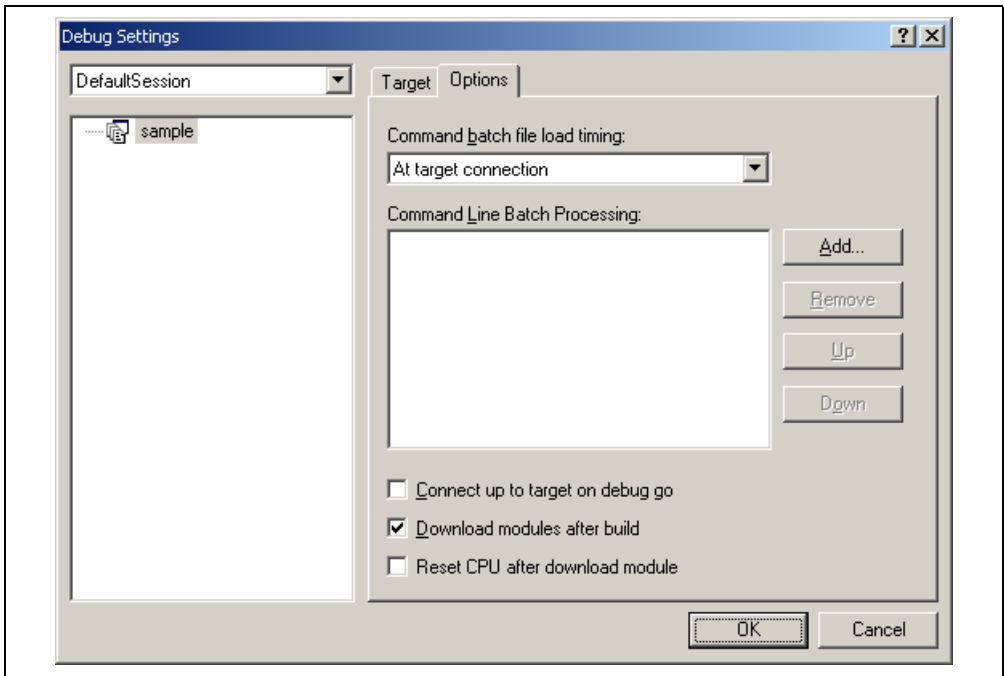 Debug Settings
DefaultSession
sample
Target
Options
Command batch file load timing:
At target connection
Command Line Batch Processing:
Add...
Remove
Up
Down
Connect up to target on debug go
Download modules after build
Reset CPU after download module
OK
Cancel